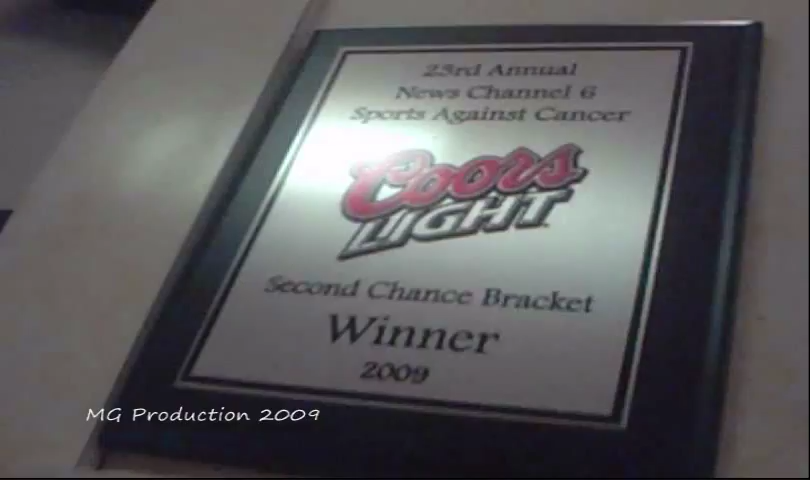 23rd Annual
News Channel 6
Sports Against Cancer
Coors
LIGHT
Second Chance Bracket
Winner
2009
MG Production 2009